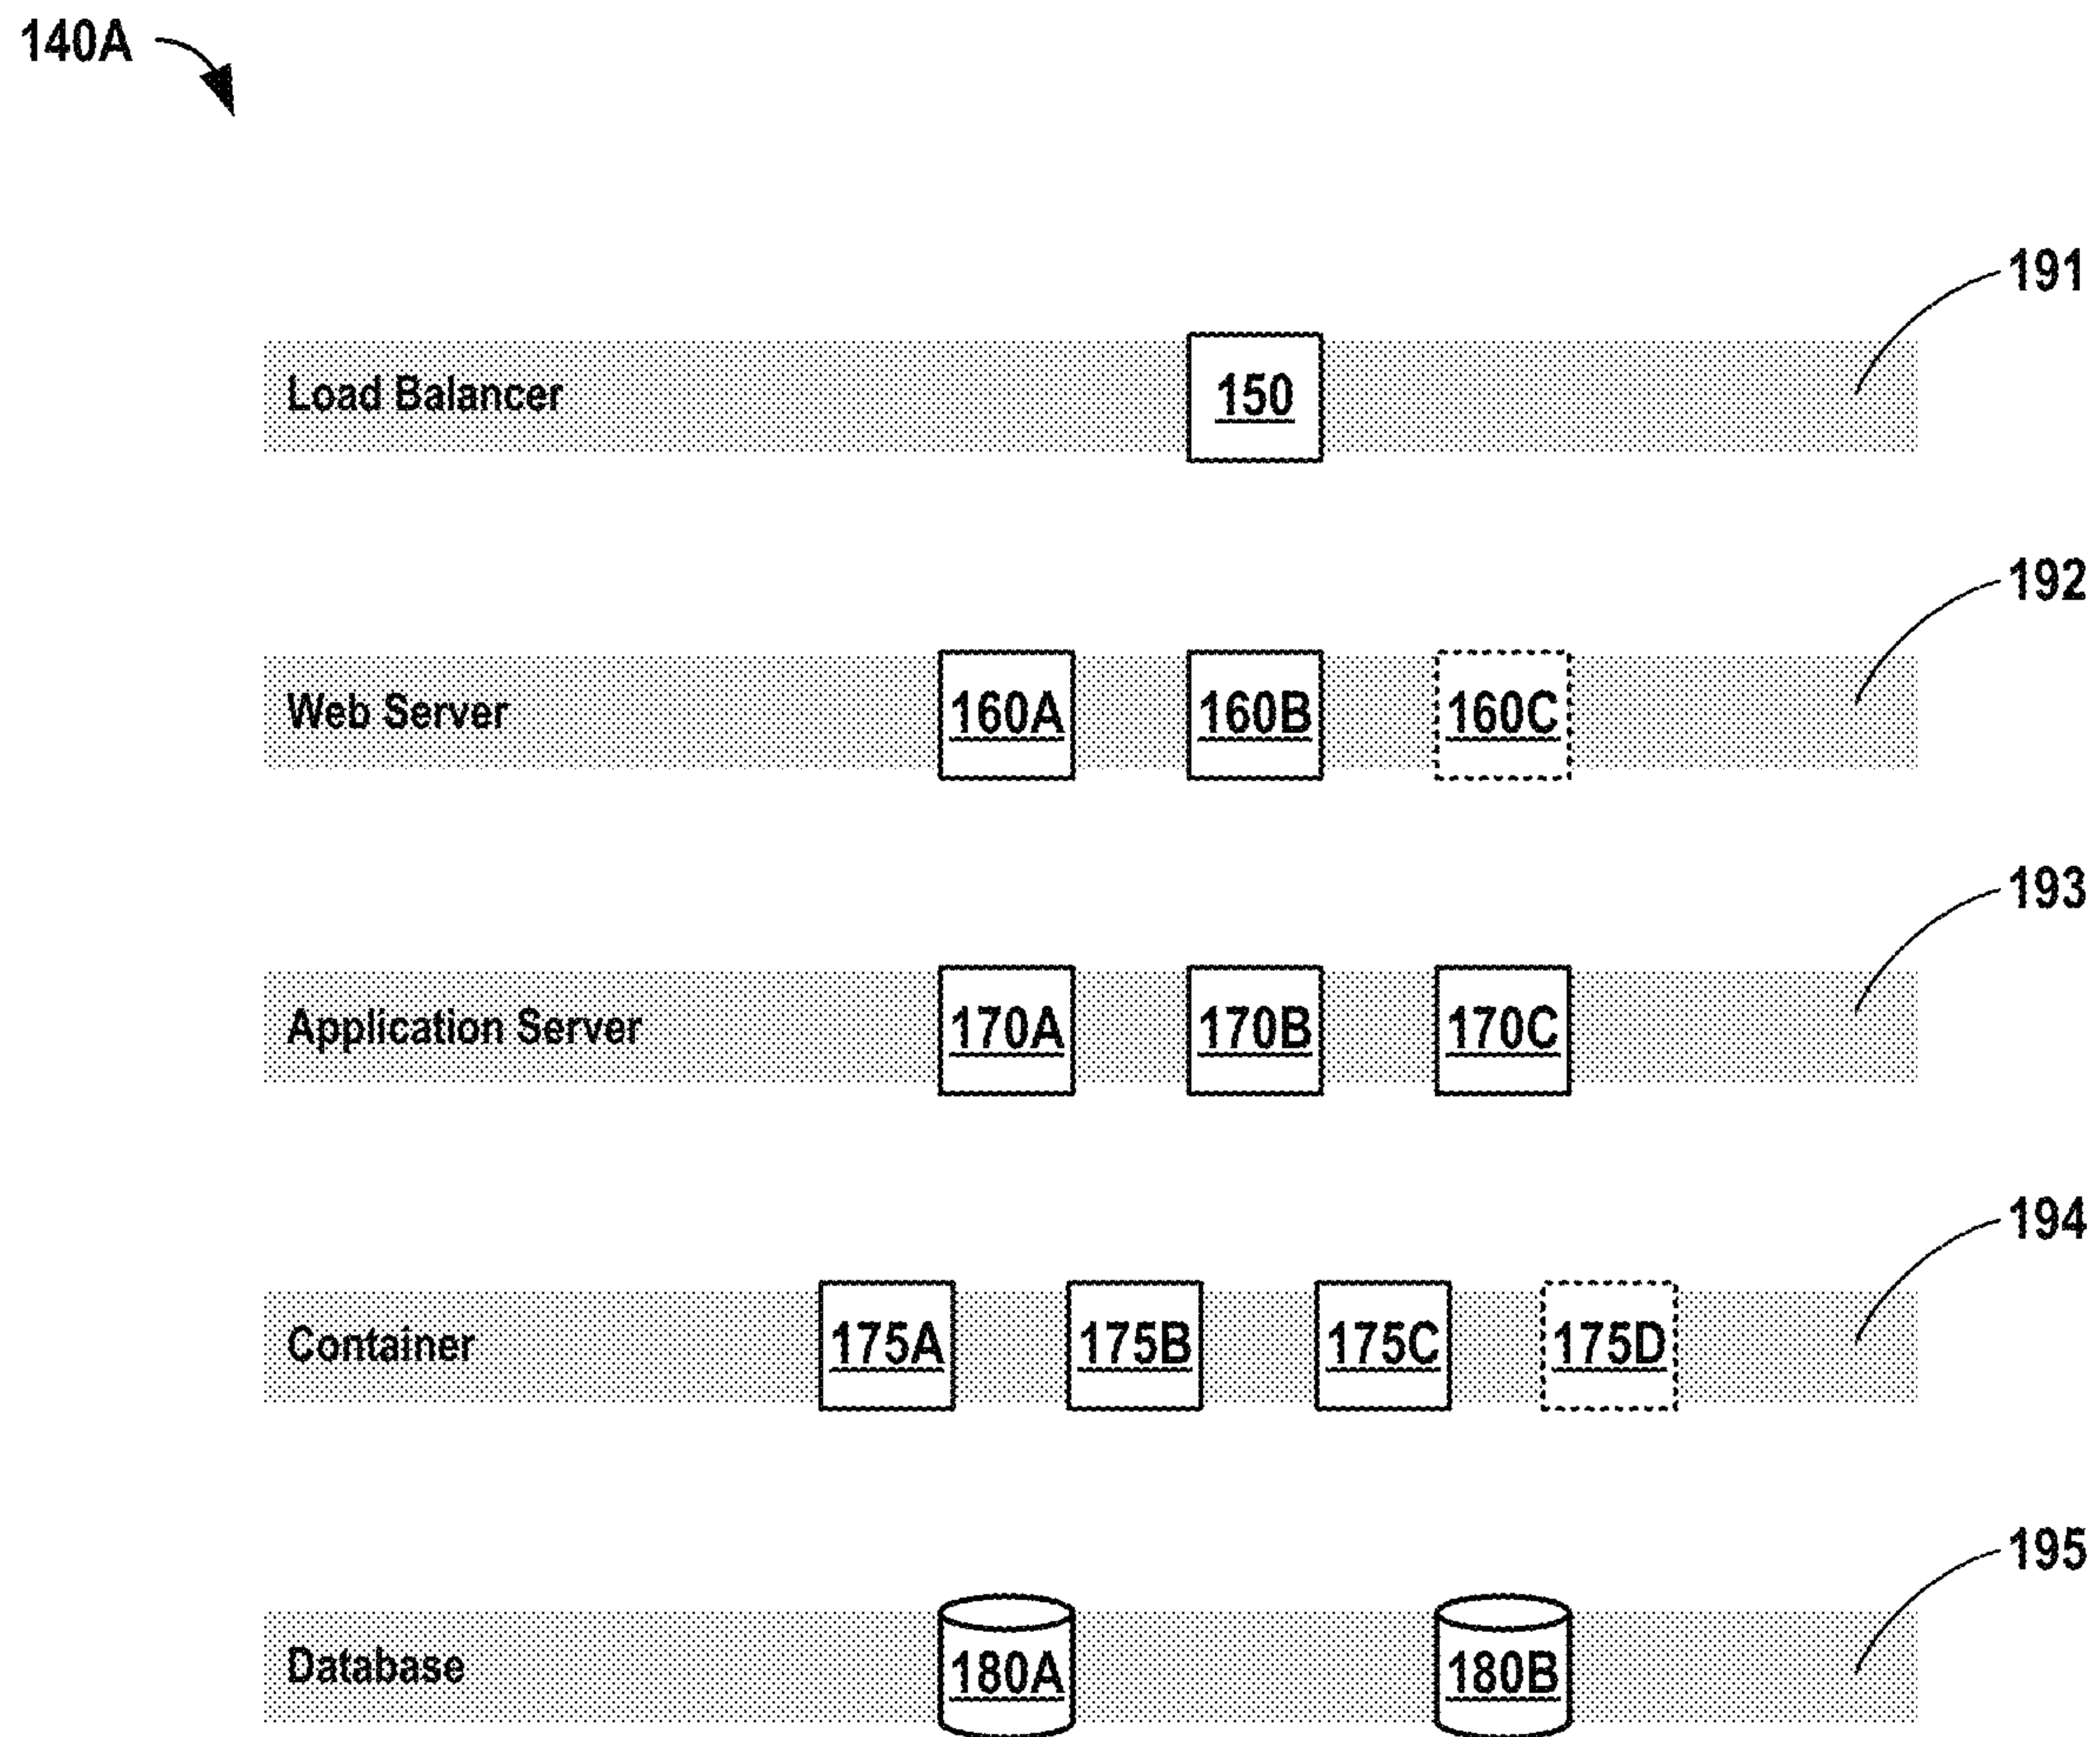 140A
191
Load Balancer 150
192
Web Server 160A 160B 160C
193
Application Server 170A 170B 170C
194
Container 175A 175B 175C 175D
195
Database 180A 180B